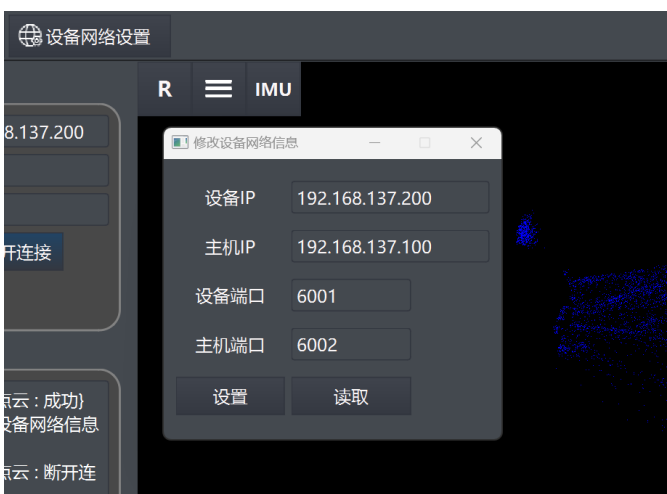 设备网络设置
R
IMU
8.137.200
开连接
修改设备网络信息
设备IP 192.168.137.200
主机IP 192.168.137.100
设备端口 6001
主机端口 6002
设置 读取
点云 : 成功}
设备网络信息
点云 : 断开连